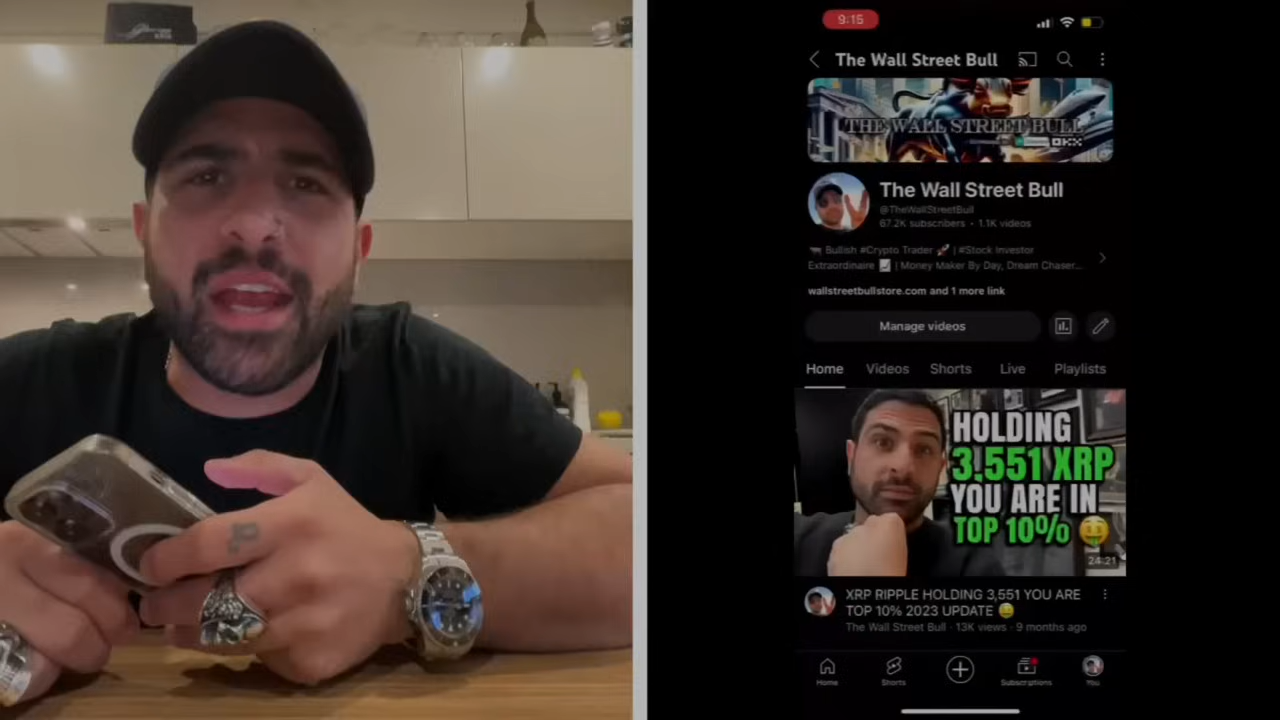 9:15
The Wall Street Bull
THE WALL STREET BULL
OKX
The Wall Street Bull
@TheWallStreetBull
67.2K subscribers · 1.1K videos
🐂 Bullish #Crypto Trader 🚀 | #Stock Investor
Extraordinaire 📈 | Money Maker By Day, Dream Chaser...
wallstreetbullstore.com and 1 more link
Manage videos
Home Videos Shorts Live Playlists
HOLDING
3,551 XRP
YOU ARE IN
TOP 10% 🤑
24:21
XRP RIPPLE HOLDING 3,551 YOU ARE
TOP 10% 2023 UPDATE 🤑
The Wall Street Bull · 13K views · 9 months ago
Home Shorts Subscriptions You